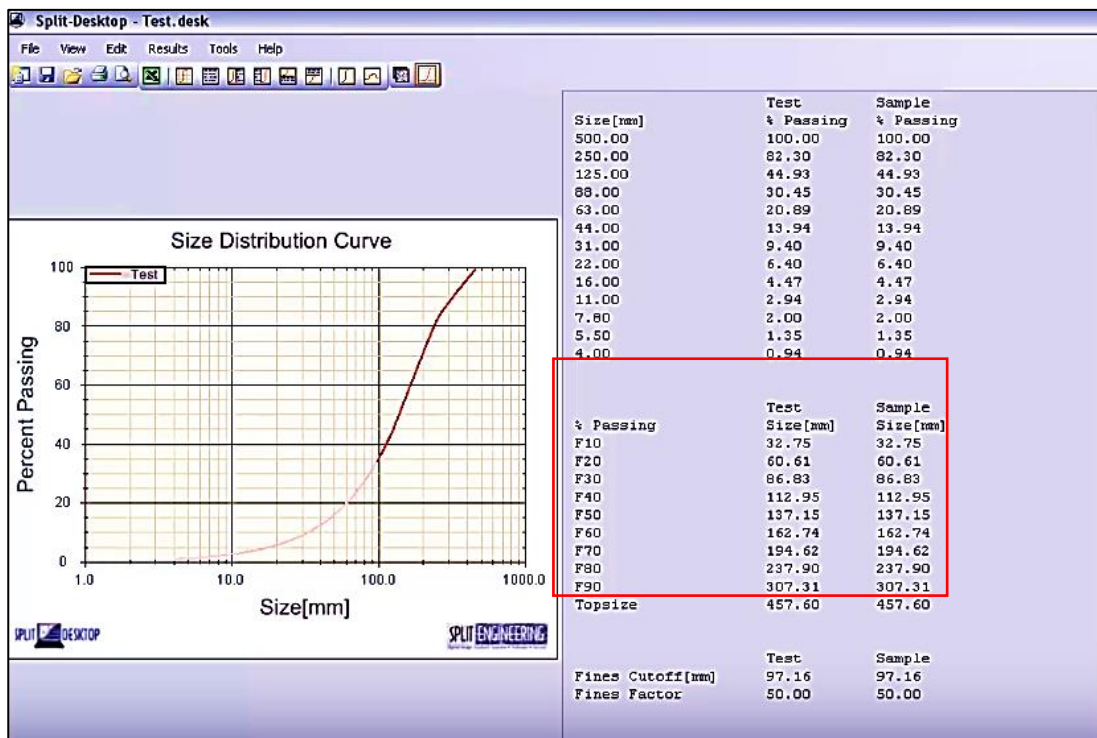 Split-Desktop - Test.desk
File View Edit Results Tools Help
Size Distribution Curve
Test
Percent Passing
100
80
60
40
20
0
1.0 10.0 100.0 1000.0
Size[mm]
SPLIT DESKTOP
SPLIT ENGINEERING
Test Sample
Size[mm] % Passing % Passing
500.00 100.00 100.00
250.00 82.30 82.30
125.00 44.93 44.93
88.00 30.45 30.45
63.00 20.89 20.89
44.00 13.94 13.94
31.00 9.40 9.40
22.00 6.40 6.40
16.00 4.47 4.47
11.00 2.94 2.94
7.80 2.00 2.00
5.50 1.35 1.35
4.00 0.94 0.94
Test Sample
% Passing Size[mm] Size[mm]
F10 32.75 32.75
F20 60.61 60.61
F30 86.83 86.83
F40 112.95 112.95
F50 137.15 137.15
F60 162.74 162.74
F70 194.62 194.62
F80 237.90 237.90
F90 307.31 307.31
Topsize 457.60 457.60
Test Sample
Fines Cutoff[mm] 97.16 97.16
Fines Factor 50.00 50.00